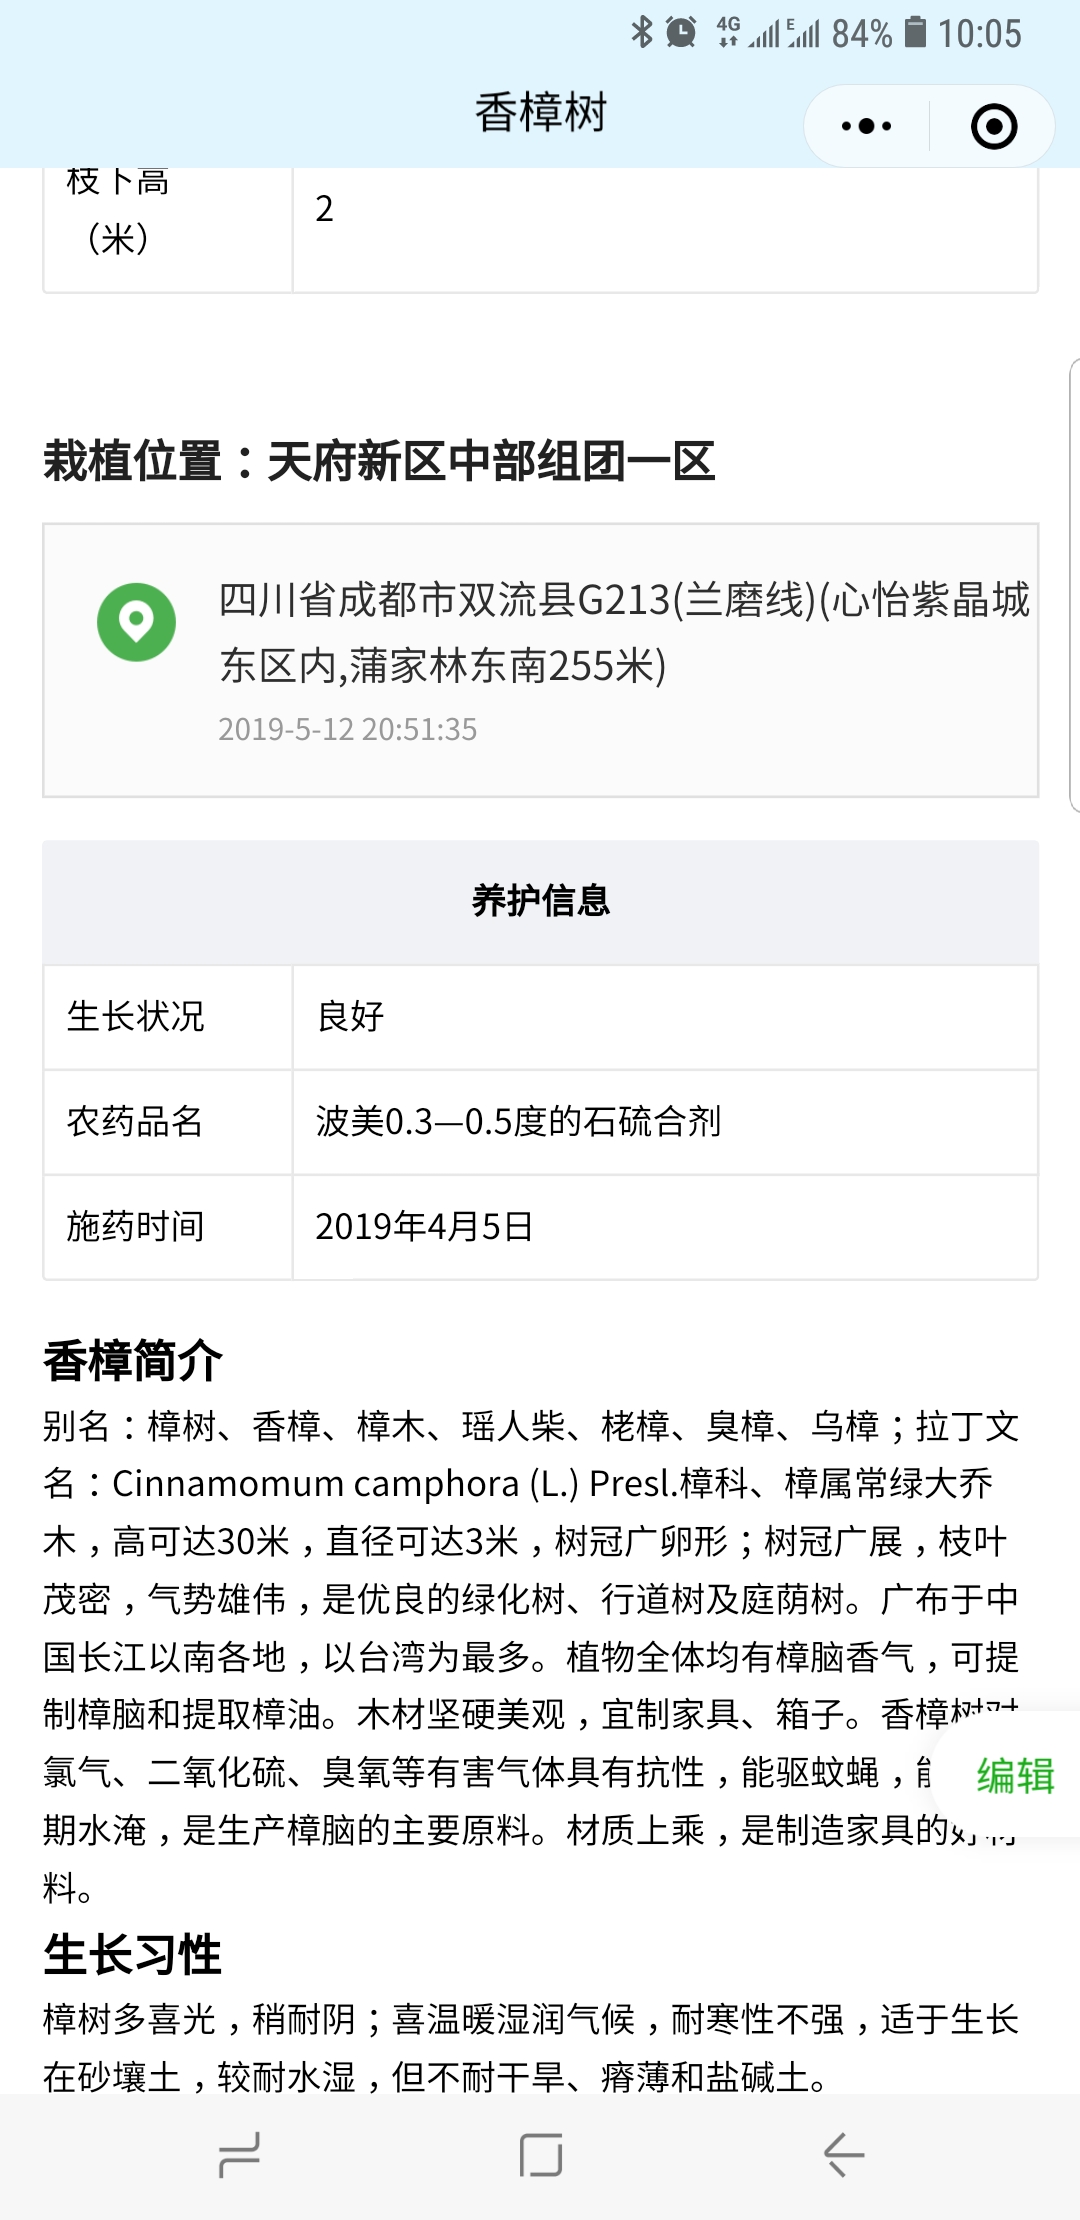 4G E 84% 10:05
香樟树
枝下高
（米）
2
栽植位置：天府新区中部组团一区
四川省成都市双流县G213(兰磨线)(心怡紫晶城
东区内,蒲家林东南255米)
2019-5-12 20:51:35
养护信息
生长状况
良好
农药品名
波美0.3—0.5度的石硫合剂
施药时间
2019年4月5日
香樟简介
别名：樟树、香樟、樟木、瑶人柴、栳樟、臭樟、乌樟；拉丁文
名：Cinnamomum camphora (L.) Presl.樟科、樟属常绿大乔
木，高可达30米，直径可达3米，树冠广卵形；树冠广展，枝叶
茂密，气势雄伟，是优良的绿化树、行道树及庭荫树。广布于中
国长江以南各地，以台湾为最多。植物全体均有樟脑香气，可提
制樟脑和提取樟油。木材坚硬美观，宜制家具、箱子。香樟树对
氯气、二氧化硫、臭氧等有害气体具有抗性，能驱蚊蝇，
编辑
期水淹，是生产樟脑的主要原料。材质上乘，是制造家具的好材
料。
生长习性
樟树多喜光，稍耐阴；喜温暖湿润气候，耐寒性不强，适于生长
在砂壤土，较耐水湿，但不耐干旱、瘠薄和盐碱土。